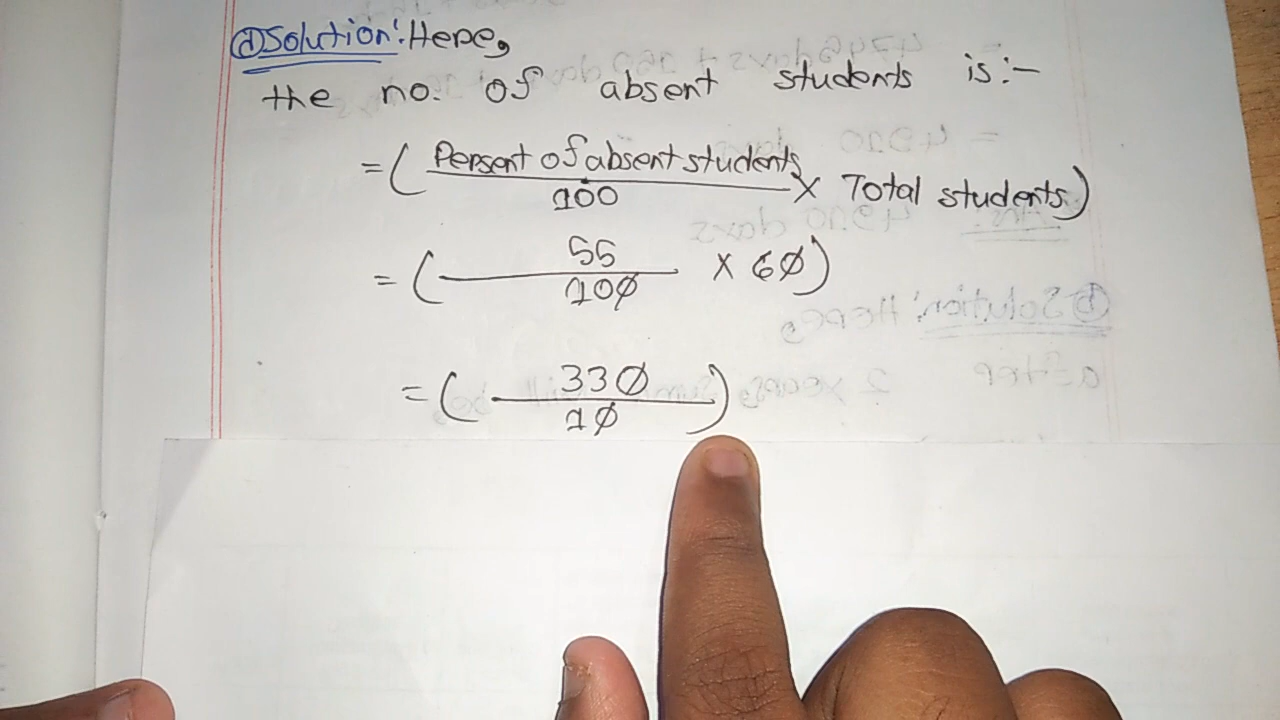 ⓓ Solution: Here,
the no. of absent students is:-
= ( Persent of absent students / 100 × Total students )
= ( 55 / 100 × 60 )
= ( 330 / 10 )